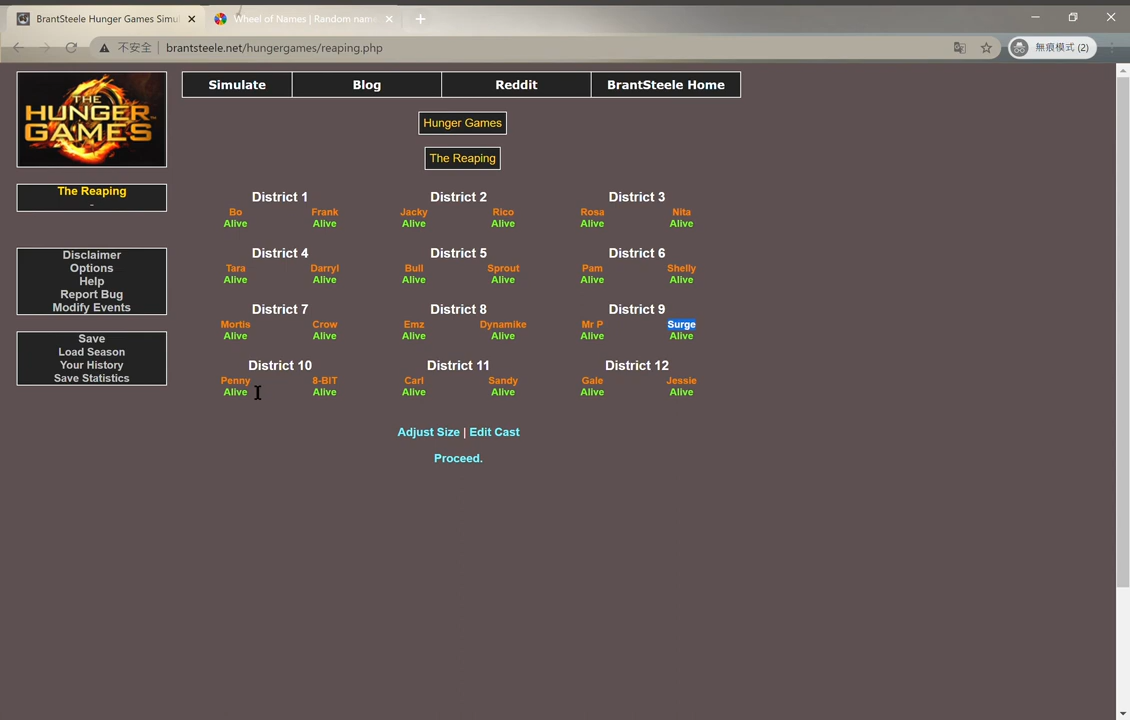 BrantSteele Hunger Games Simu
Wheel of Names | Random name
不安全 brantsteele.net/hungergames/reaping.php
無痕模式 (2)
THE
HUNGER
GAMES
Simulate Blog Reddit BrantSteele Home
Hunger Games
The Reaping
The Reaping
-
Disclaimer
Options
Help
Report Bug
Modify Events
Save
Load Season
Your History
Save Statistics
District 1 District 2 District 3
Bo Frank Jacky Rico Rosa Nita
Alive Alive Alive Alive Alive Alive
District 4 District 5 District 6
Tara Darryl Bull Sprout Pam Shelly
Alive Alive Alive Alive Alive Alive
District 7 District 8 District 9
Mortis Crow Emz Dynamike Mr P Surge
Alive Alive Alive Alive Alive Alive
District 10 District 11 District 12
Penny 8-BIT Carl Sandy Gale Jessie
Alive Alive Alive Alive Alive Alive
Adjust Size | Edit Cast
Proceed.